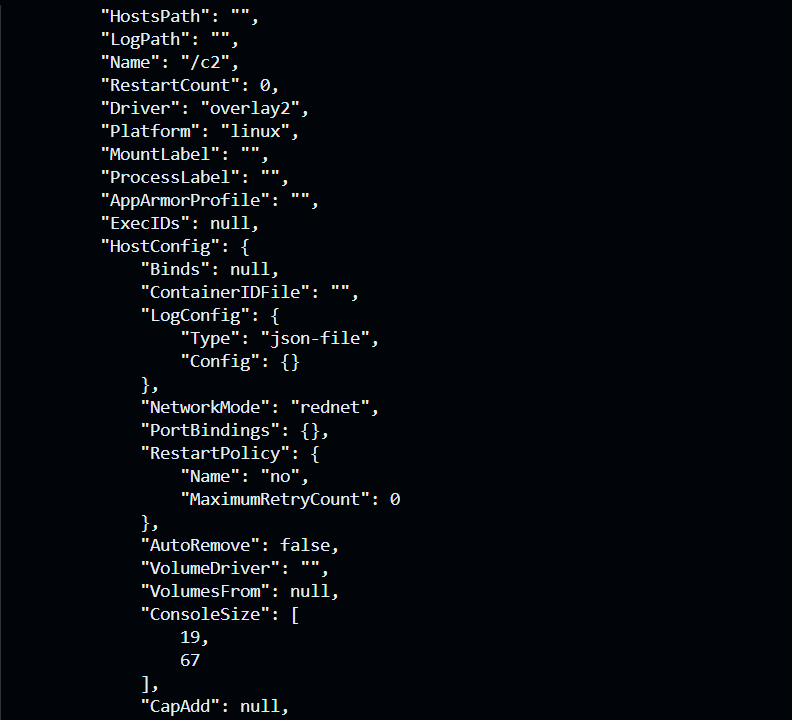 "HostsPath": "",
"LogPath": "",
"Name": "/c2",
"RestartCount": 0,
"Driver": "overlay2",
"Platform": "linux",
"MountLabel": "",
"ProcessLabel": "",
"AppArmorProfile": "",
"ExecIDs": null,
"HostConfig": {
    "Binds": null,
    "ContainerIDFile": "",
    "LogConfig": {
        "Type": "json-file",
        "Config": {}
    },
    "NetworkMode": "rednet",
    "PortBindings": {},
    "RestartPolicy": {
        "Name": "no",
        "MaximumRetryCount": 0
    },
    "AutoRemove": false,
    "VolumeDriver": "",
    "VolumesFrom": null,
    "ConsoleSize": [
        19,
        67
    ],
    "CapAdd": null,